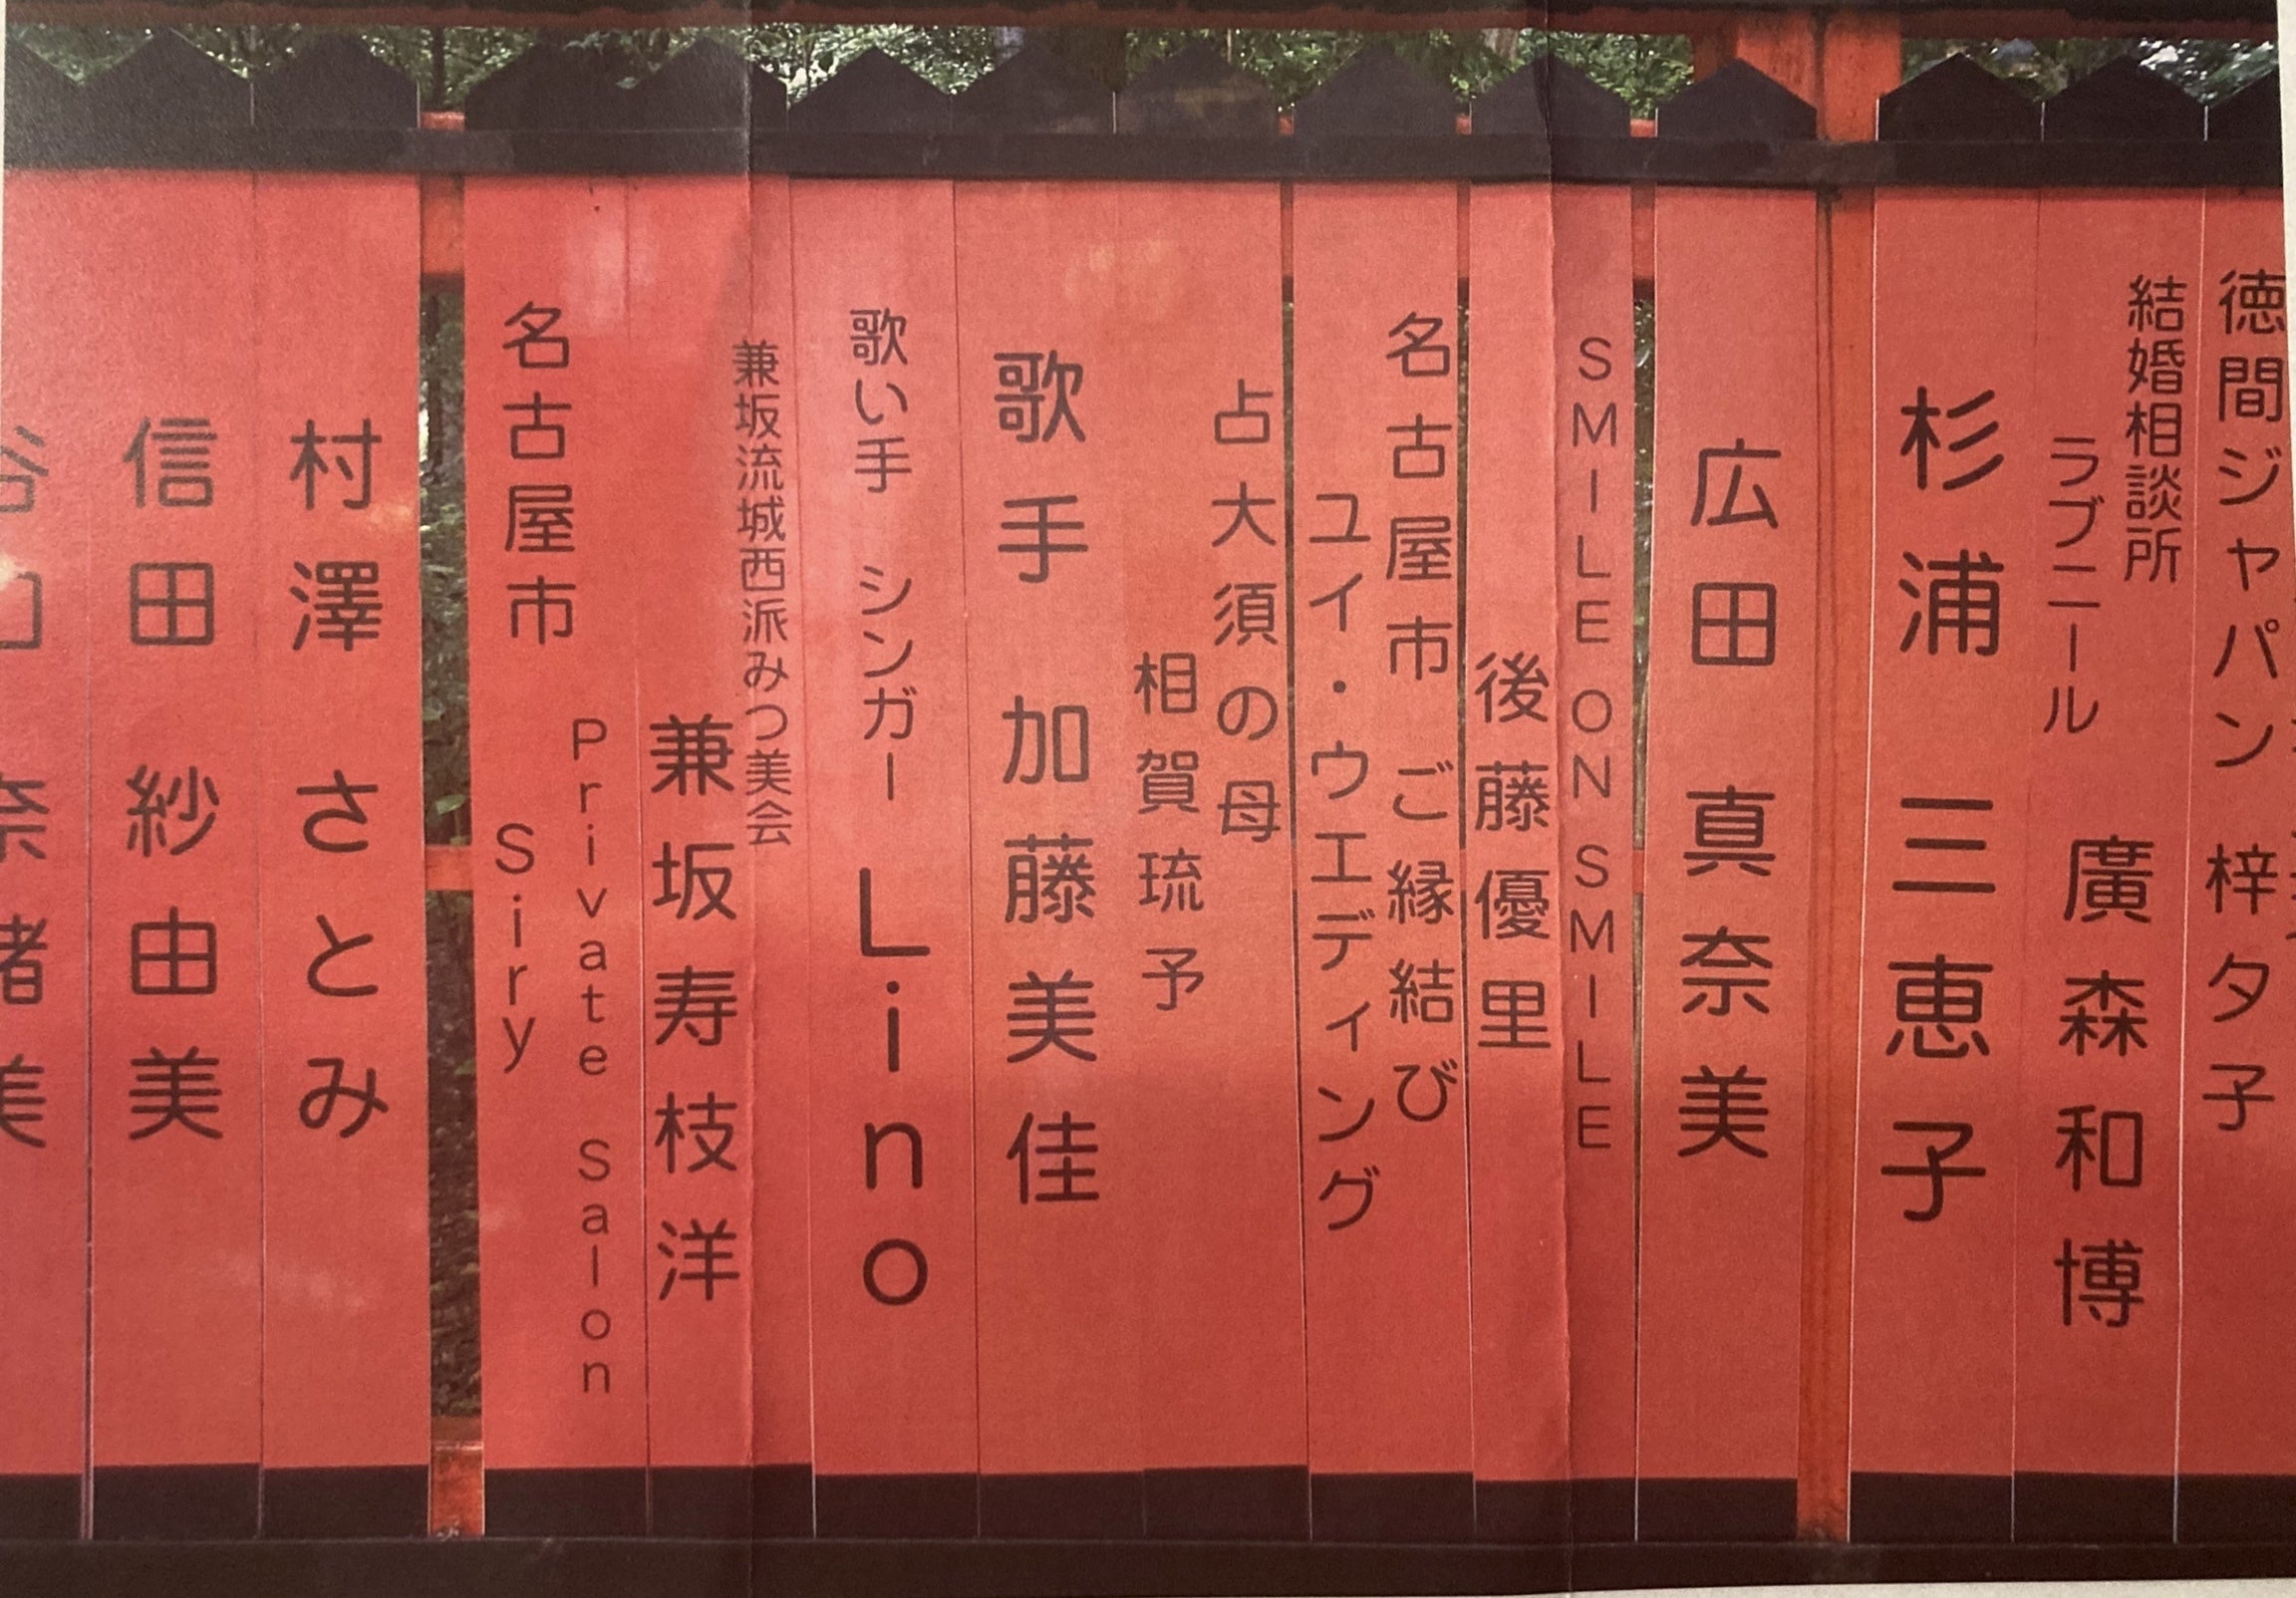 徳間ジャパン 梓夕子
結婚相談所
ラブニール
廣森和博
杉浦 三恵子
広田 真奈美
SMILE ON SMILE
後藤優里
名古屋市 ご縁結び
ユイ・ウエディング
占大須の母
相賀琉予
歌手 加藤美佳
歌い手 シンガー Lino
兼坂流城西派みつ美会
兼坂寿枝洋
Private Salon
名古屋市 Siry
村澤 さとみ
信田 紗由美